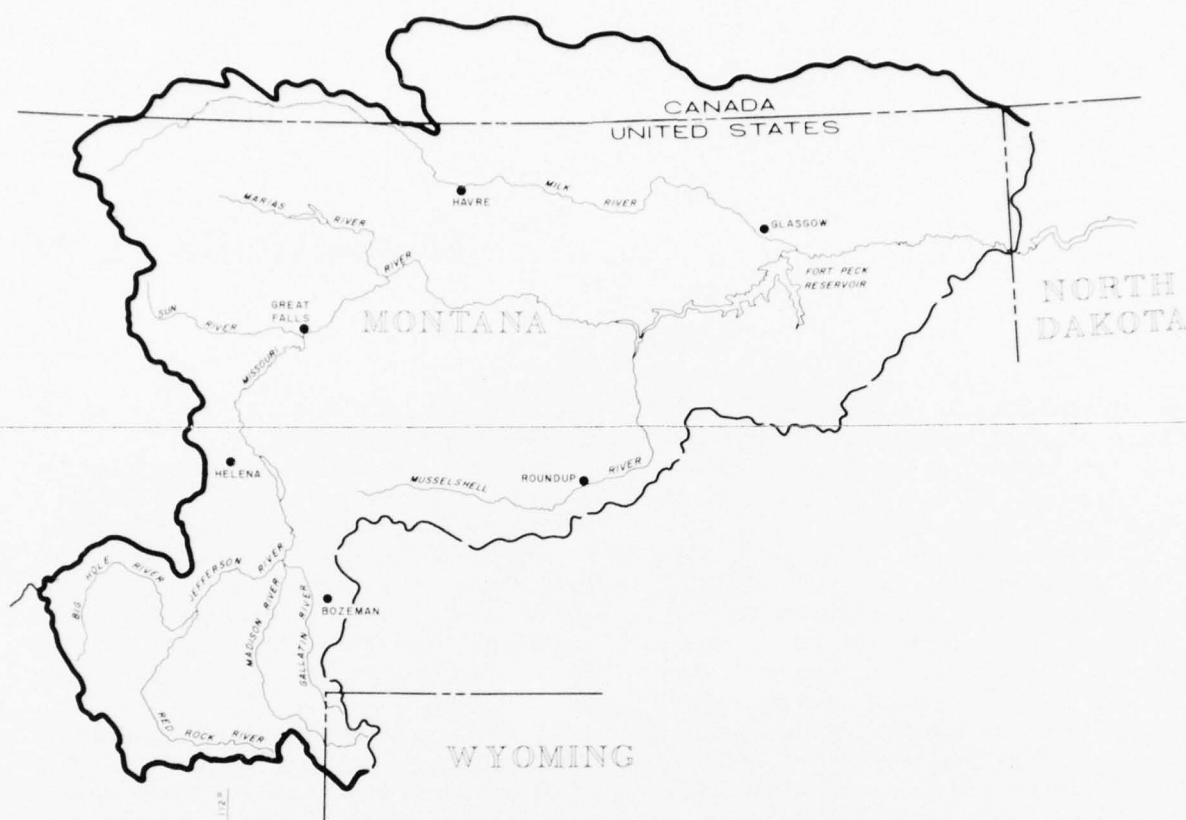 CANADA
UNITED STATES
MILK RIVER
HAVRE
MARIAS RIVER
GLASGOW
RIVER
FORT PECK
RESERVOIR
NORTH
DAKOTA
GREAT
FALLS
SUN RIVER
MONTANA
MISSOURI
HELENA
MUSSELSHELL RIVER
ROUNDUP
BIG HOLE RIVER
JEFFERSON RIVER
MADISON RIVER
GALLATIN RIVER
BOZEMAN
RED ROCK RIVER
WYOMING
112°